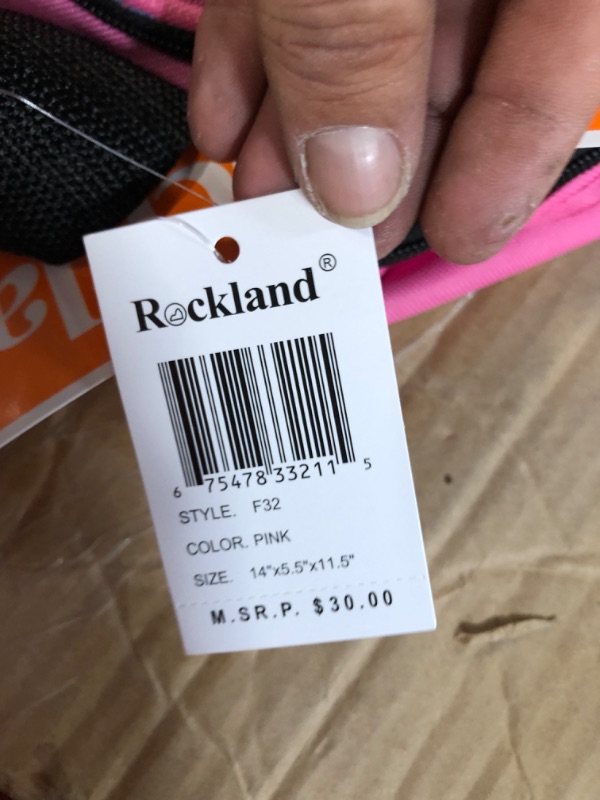 Rockland®
6 75478 33211 5
STYLE. F32
COLOR. PINK
SIZE. 14"x5.5"x11.5"
M.SR.P. $30.00